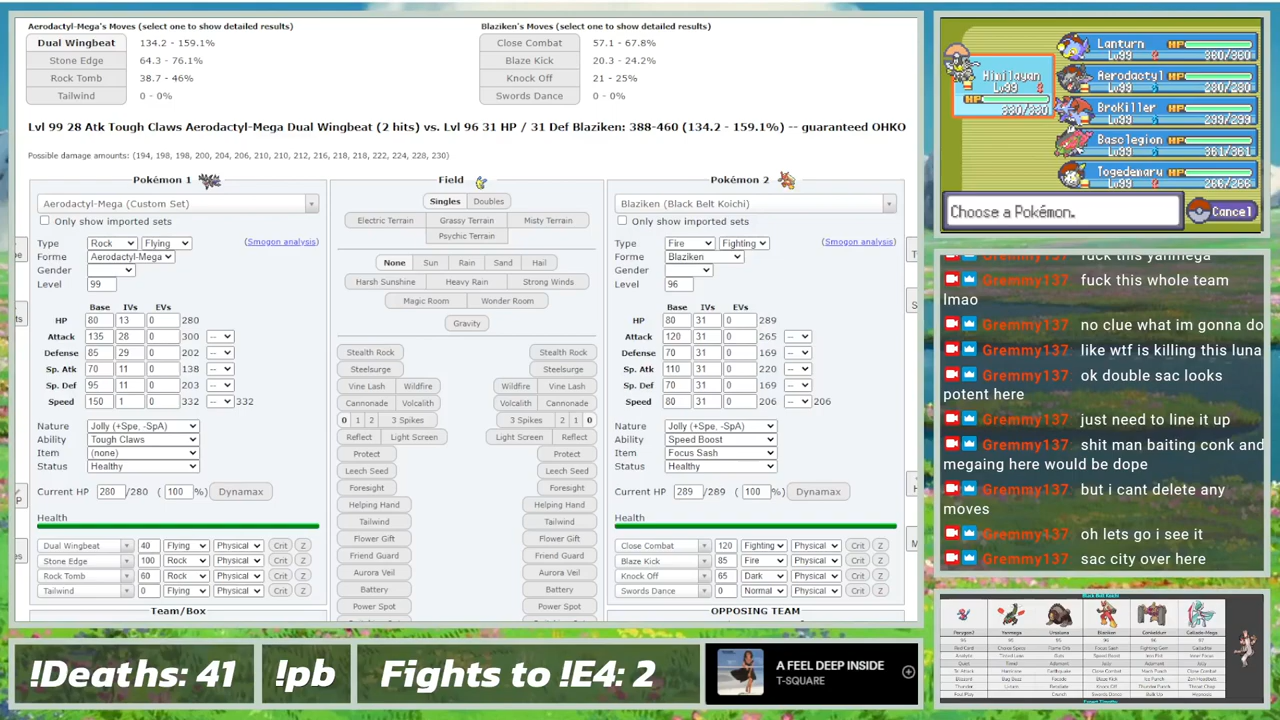 Aerodactyl-Mega's Moves (select one to show detailed results)
Dual Wingbeat 134.2 - 159.1%
Stone Edge 64.3 - 76.1%
Rock Tomb 38.7 - 46%
Tailwind 0 - 0%
Blaziken's Moves (select one to show detailed results)
Close Combat 57.1 - 67.8%
Blaze Kick 20.3 - 24.2%
Knock Off 21 - 25%
Swords Dance 0 - 0%
Lvl 99 28 Atk Tough Claws Aerodactyl-Mega Dual Wingbeat (2 hits) vs. Lvl 96 31 HP / 31 Def Blaziken: 388-460 (134.2 - 159.1%) -- guaranteed OHKO
Possible damage amounts: (194, 198, 198, 200, 204, 206, 210, 210, 212, 216, 218, 218, 222, 224, 228, 230)
Pokémon 1
Aerodactyl-Mega (Custom Set)
Only show imported sets
Type Rock Flying (Smogon analysis)
Forme Aerodactyl-Mega
Gender
Level 99
Base IVs EVs
HP 80 13 0 280
Attack 135 28 0 300 --
Defense 85 29 0 202 --
Sp. Atk 70 11 0 138 --
Sp. Def 95 11 0 203 --
Speed 150 1 0 332 -- 332
Nature Jolly (+Spe, -SpA)
Ability Tough Claws
Item (none)
Status Healthy
Current HP 280 /280 ( 100 %) Dynamax
Health
Dual Wingbeat 40 Flying Physical Crit Z
Stone Edge 100 Rock Physical Crit Z
Rock Tomb 60 Rock Physical Crit Z
Tailwind 0 Flying Physical Crit Z
Team/Box
Field
Singles Doubles
Electric Terrain Grassy Terrain Misty Terrain
Psychic Terrain
None Sun Rain Sand Hail
Harsh Sunshine Heavy Rain Strong Winds
Magic Room Wonder Room
Gravity
Stealth Rock Stealth Rock
Steelsurge Steelsurge
Vine Lash Wildfire Wildfire Vine Lash
Cannonade Volcalith Volcalith Cannonade
0 1 2 3 Spikes 3 Spikes 2 1 0
Reflect Light Screen Light Screen Reflect
Protect Protect
Leech Seed Leech Seed
Foresight Foresight
Helping Hand Helping Hand
Tailwind Tailwind
Flower Gift Flower Gift
Friend Guard Friend Guard
Aurora Veil Aurora Veil
Battery Battery
Power Spot Power Spot
Pokémon 2
Blaziken (Black Belt Koichi)
Only show imported sets
Type Fire Fighting (Smogon analysis)
Forme Blaziken
Gender
Level 96
Base IVs EVs
HP 80 31 0 289
Attack 120 31 0 265 --
Defense 70 31 0 169 --
Sp. Atk 110 31 0 220 --
Sp. Def 70 31 0 169 --
Speed 80 31 0 206 -- 206
Nature Jolly (+Spe, -SpA)
Ability Speed Boost
Item Focus Sash
Status Healthy
Current HP 289 /289 ( 100 %) Dynamax
Health
Close Combat 120 Fighting Physical Crit Z
Blaze Kick 85 Fire Physical Crit Z
Knock Off 65 Dark Physical Crit Z
Swords Dance 0 Normal Physical Crit Z
OPPOSING TEAM
Himilayan
Lv99
HP
330/330
Lanturn HP
Lv99 380/380
Aerodactyl HP
Lv99 280/280
BroKiller HP
Lv99 299/299
Basclegion HP
Lv99 361/361
Togedemaru HP
Lv99 266/266
Choose a Pokémon.
Cancel
fuck this yanmega
Gremmy137 fuck this whole team
lmao
Gremmy137 no clue what im gonna do
Gremmy137 like wtf is killing this luna
Gremmy137 ok double sac looks
potent here
Gremmy137 just need to line it up
Gremmy137 shit man baiting conk and
megaing here would be dope
Gremmy137 but i cant delete any
moves
Gremmy137 oh lets go i see it
Gremmy137 sac city over here
!Deaths: 41 !pb Fights to !E4: 2
A FEEL DEEP INSIDE
T-SQUARE
Black Belt Koichi
Porygon2 Yanmega Ursaluna Blaziken Conkeldurr Gallade-Mega